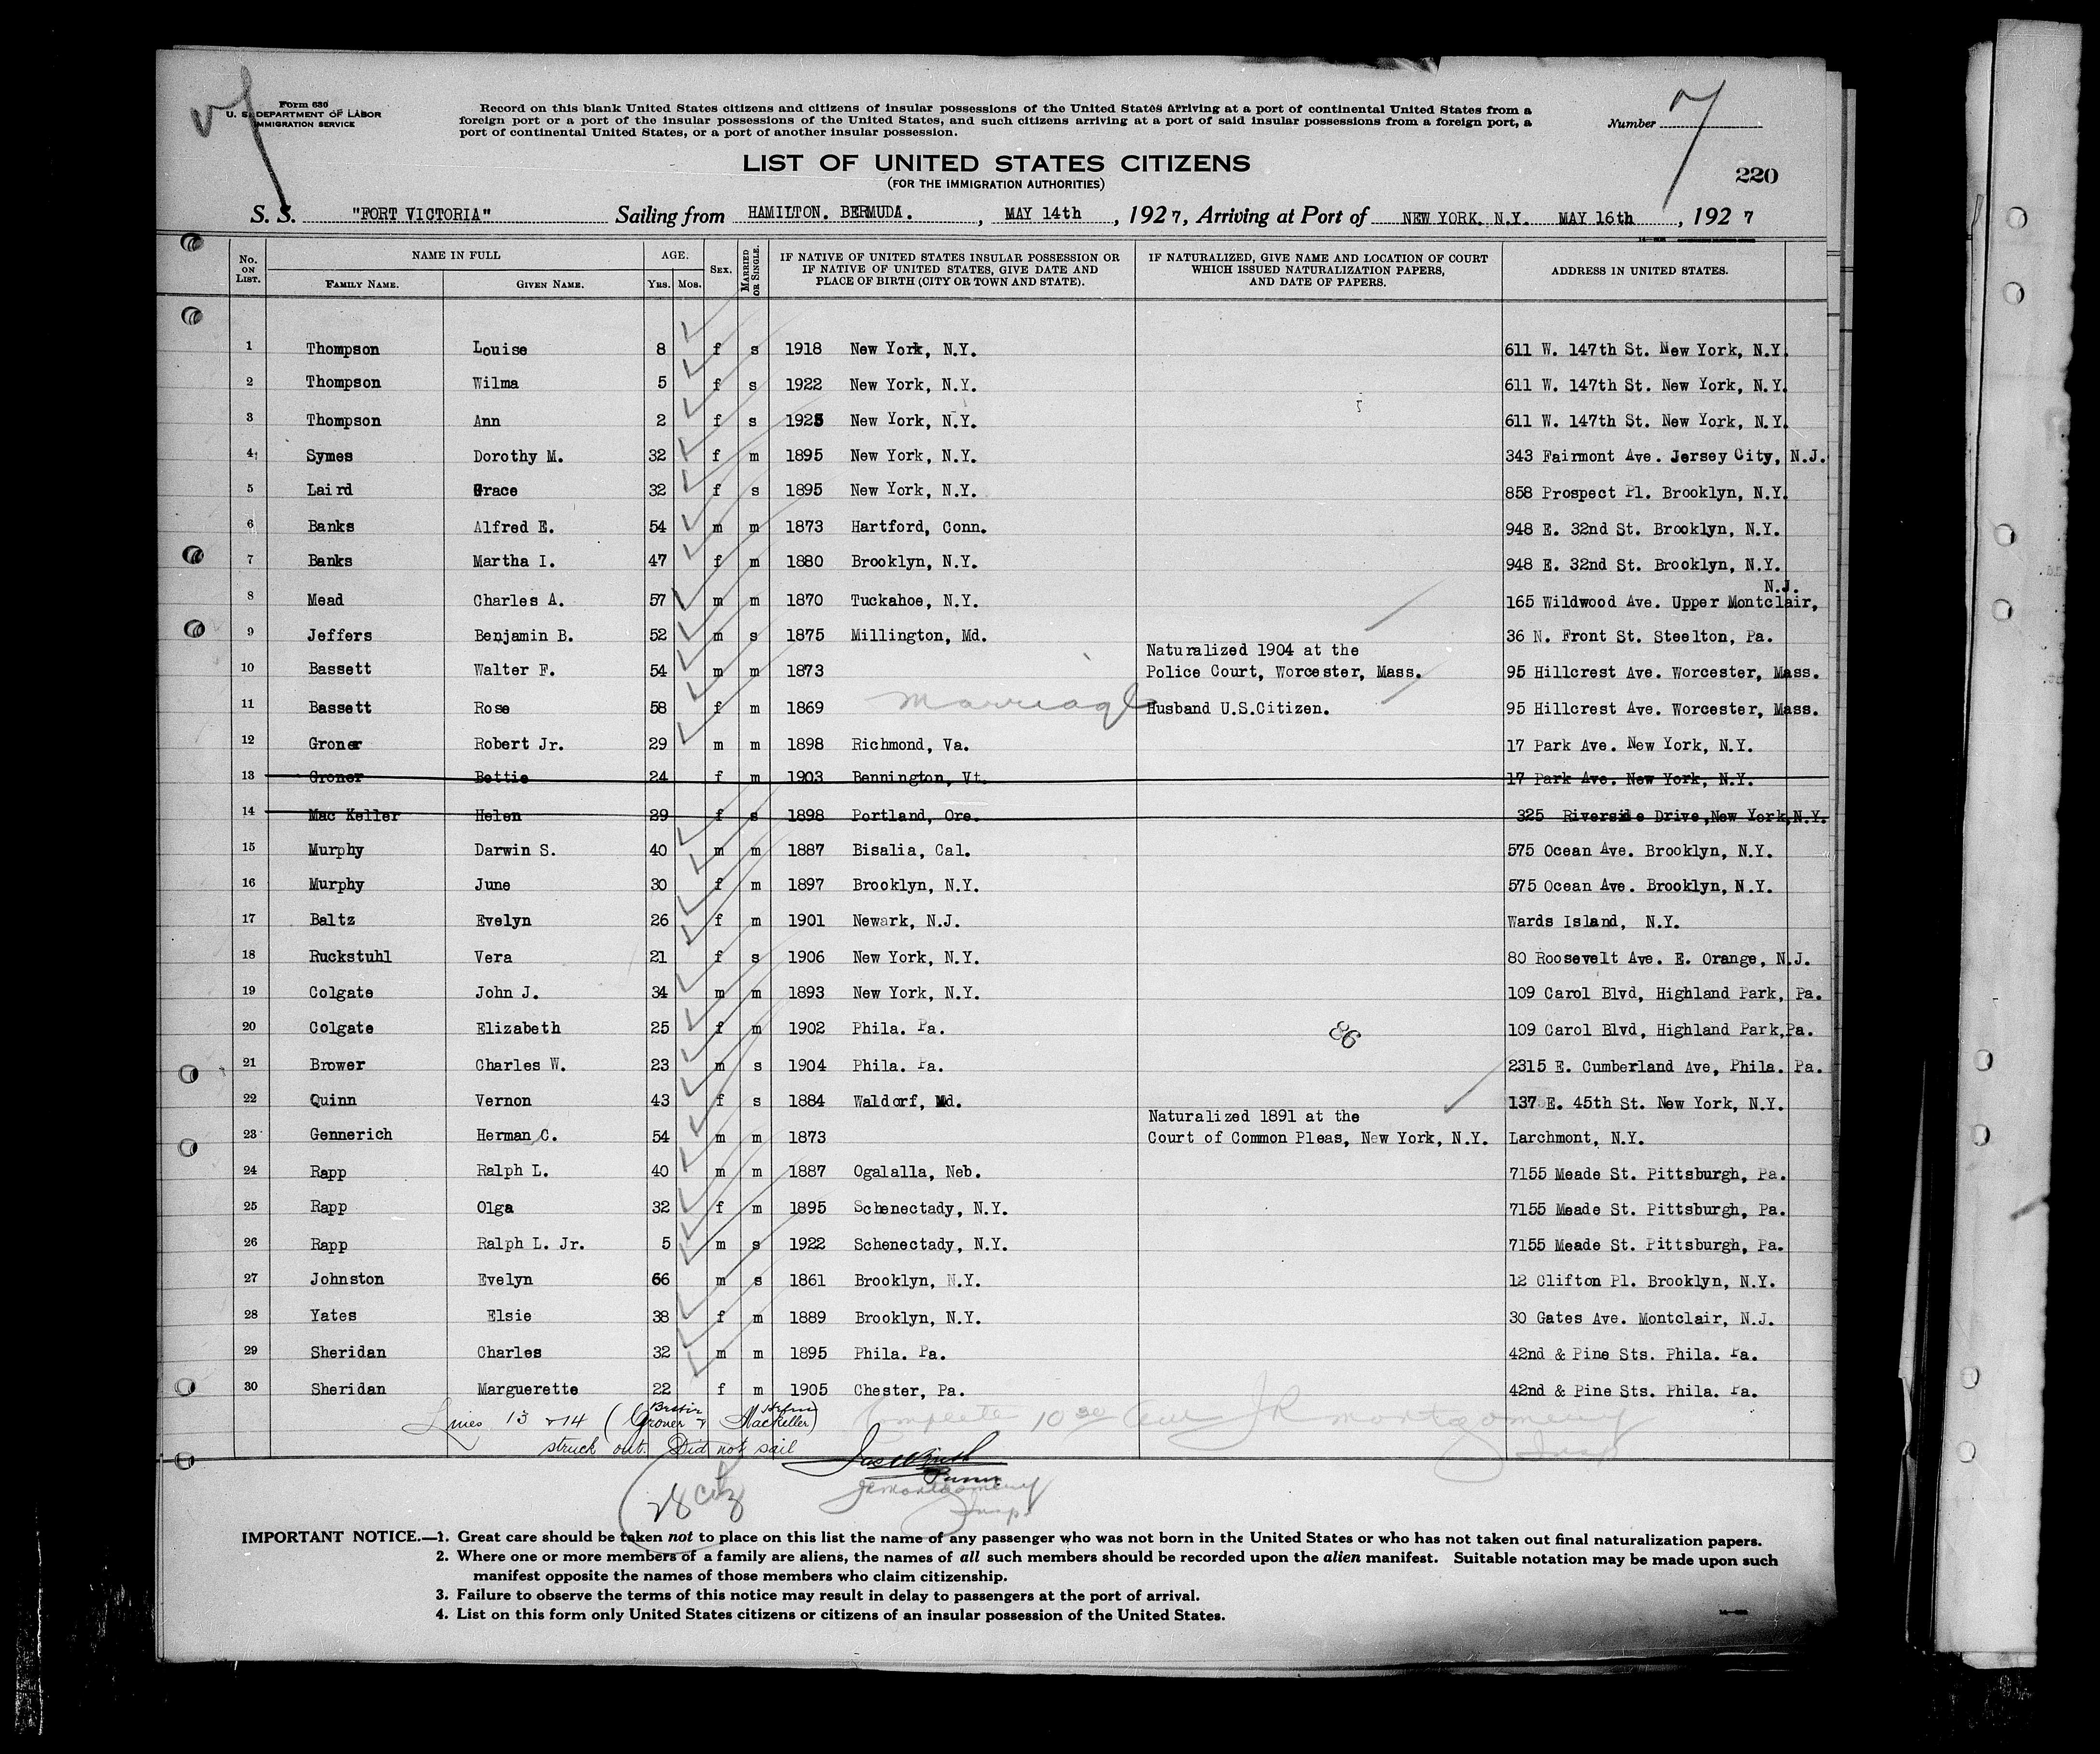 Form 630
U. S. DEPARTMENT OF LABOR
IMMIGRATION SERVICE
Record on this blank United States citizens and citizens of insular possessions of the United States arriving at a port of continental United States from a
foreign port or a port of the insular possessions of the United States, and such citizens arriving at a port of said insular possessions from a foreign port, a
port of continental United States, or a port of another insular possession.
Number 7
LIST OF UNITED STATES CITIZENS
(FOR THE IMMIGRATION AUTHORITIES)
220
S. S. "FORT VICTORIA" Sailing from HAMILTON. BERMUDA. , MAY 14th , 1927, Arriving at Port of NEW YORK. N.Y. MAY 16th , 1927
No. ON LIST. NAME IN FULL AGE. SEX. MARRIED OR SINGLE. IF NATIVE OF UNITED STATES INSULAR POSSESSION OR IF NATIVE OF UNITED STATES, GIVE DATE AND PLACE OF BIRTH (CITY OR TOWN AND STATE). IF NATURALIZED, GIVE NAME AND LOCATION OF COURT WHICH ISSUED NATURALIZATION PAPERS, AND DATE OF PAPERS. ADDRESS IN UNITED STATES.
FAMILY NAME. GIVEN NAME. YRS. MOS.
1 Thompson Louise 8 f s 1918 New York, N.Y. 611 W. 147th St. New York, N.Y.
2 Thompson Wilma 5 f s 1922 New York, N.Y. 611 W. 147th St. New York, N.Y.
3 Thompson Ann 2 f s 1925 New York, N.Y. 611 W. 147th St. New York, N.Y.
4 Symes Dorothy M. 32 f m 1895 New York, N.Y. 343 Fairmont Ave. Jersey City, N.J.
5 Laird Grace 32 f s 1895 New York, N.Y. 858 Prospect Pl. Brooklyn, N.Y.
6 Banks Alfred E. 54 m m 1873 Hartford, Conn. 948 E. 32nd St. Brooklyn, N.Y.
7 Banks Martha I. 47 f m 1880 Brooklyn, N.Y. 948 E. 32nd St. Brooklyn, N.Y.
N.J.
8 Mead Charles A. 57 m m 1870 Tuckahoe, N.Y. 165 Wildwood Ave. Upper Montclair,
9 Jeffers Benjamin B. 52 m s 1875 Millington, Md. 36 N. Front St. Steelton, Pa.
Naturalized 1904 at the
10 Bassett Walter F. 54 m m 1873 Police Court, Worcester, Mass. 95 Hillcrest Ave. Worcester, Mass.
11 Bassett Rose 58 f m 1869 Marriage Husband U.S.Citizen. 95 Hillcrest Ave. Worcester, Mass.
12 Groner Robert Jr. 29 m m 1898 Richmond, Va. 17 Park Ave. New York, N.Y.
13 Groner Bettie 24 f m 1903 Bennington, Vt. 17 Park Ave. New York, N.Y.
14 Mac Keller Helen 29 f s 1898 Portland, Ore. 325 Riverside Drive,New York,N.Y.
15 Murphy Darwin S. 40 m m 1887 Bisalia, Cal. 575 Ocean Ave. Brooklyn, N.Y.
16 Murphy June 30 f m 1897 Brooklyn, N.Y. 575 Ocean Ave. Brooklyn, N.Y.
17 Baltz Evelyn 26 f m 1901 Newark, N.J. Wards Island, N.Y.
18 Ruckstuhl Vera 21 f s 1906 New York, N.Y. 80 Roosevelt Ave. E. Orange, N.J.
19 Colgate John J. 34 m m 1893 New York, N.Y. 109 Carol Blvd, Highland Park, Pa.
20 Colgate Elizabeth 25 f m 1902 Phila. Pa. 86 109 Carol Blvd, Highland Park,Pa.
21 Brower Charles W. 23 m s 1904 Phila. Pa. 2315 E. Cumberland Ave, Phila. Pa.
22 Quinn Vernon 43 f s 1884 Waldorf, Md. 137 E. 45th St. New York, N.Y.
Naturalized 1891 at the
23 Gennerich Herman C. 54 m m 1873 Court of Common Pleas, New York, N.Y. Larchmont, N.Y.
24 Rapp Ralph L. 40 m m 1887 Ogalalla, Neb. 7155 Meade St. Pittsburgh, Pa.
25 Rapp Olga 32 f m 1895 Schenectady, N.Y. 7155 Meade St. Pittsburgh, Pa.
26 Rapp Ralph L. Jr. 5 m s 1922 Schenectady, N.Y. 7155 Meade St. Pittsburgh, Pa.
27 Johnston Evelyn 66 m s 1861 Brooklyn, N.Y. 12 Clifton Pl. Brooklyn, N.Y.
28 Yates Elsie 38 f m 1889 Brooklyn, N.Y. 30 Gates Ave. Montclair, N.J.
29 Sheridan Charles 32 m m 1895 Phila. Pa. 42nd & Pine Sts. Phila. Pa.
30 Sheridan Marguerette 22 f m 1905 Chester, Pa. 42nd & Pine Sts. Phila. Pa.
Bettie Helen
Lines 13 & 14 (Groner & MacKeller) Complete 10 30 JR Montgomery
struck out. Did not sail Insp
28 citz JR Montgomery
Insp.
IMPORTANT NOTICE.—1. Great care should be taken not to place on this list the name of any passenger who was not born in the United States or who has not taken out final naturalization papers.
2. Where one or more members of a family are aliens, the names of all such members should be recorded upon the alien manifest. Suitable notation may be made upon such
manifest opposite the names of those members who claim citizenship.
3. Failure to observe the terms of this notice may result in delay to passengers at the port of arrival.
4. List on this form only United States citizens or citizens of an insular possession of the United States.